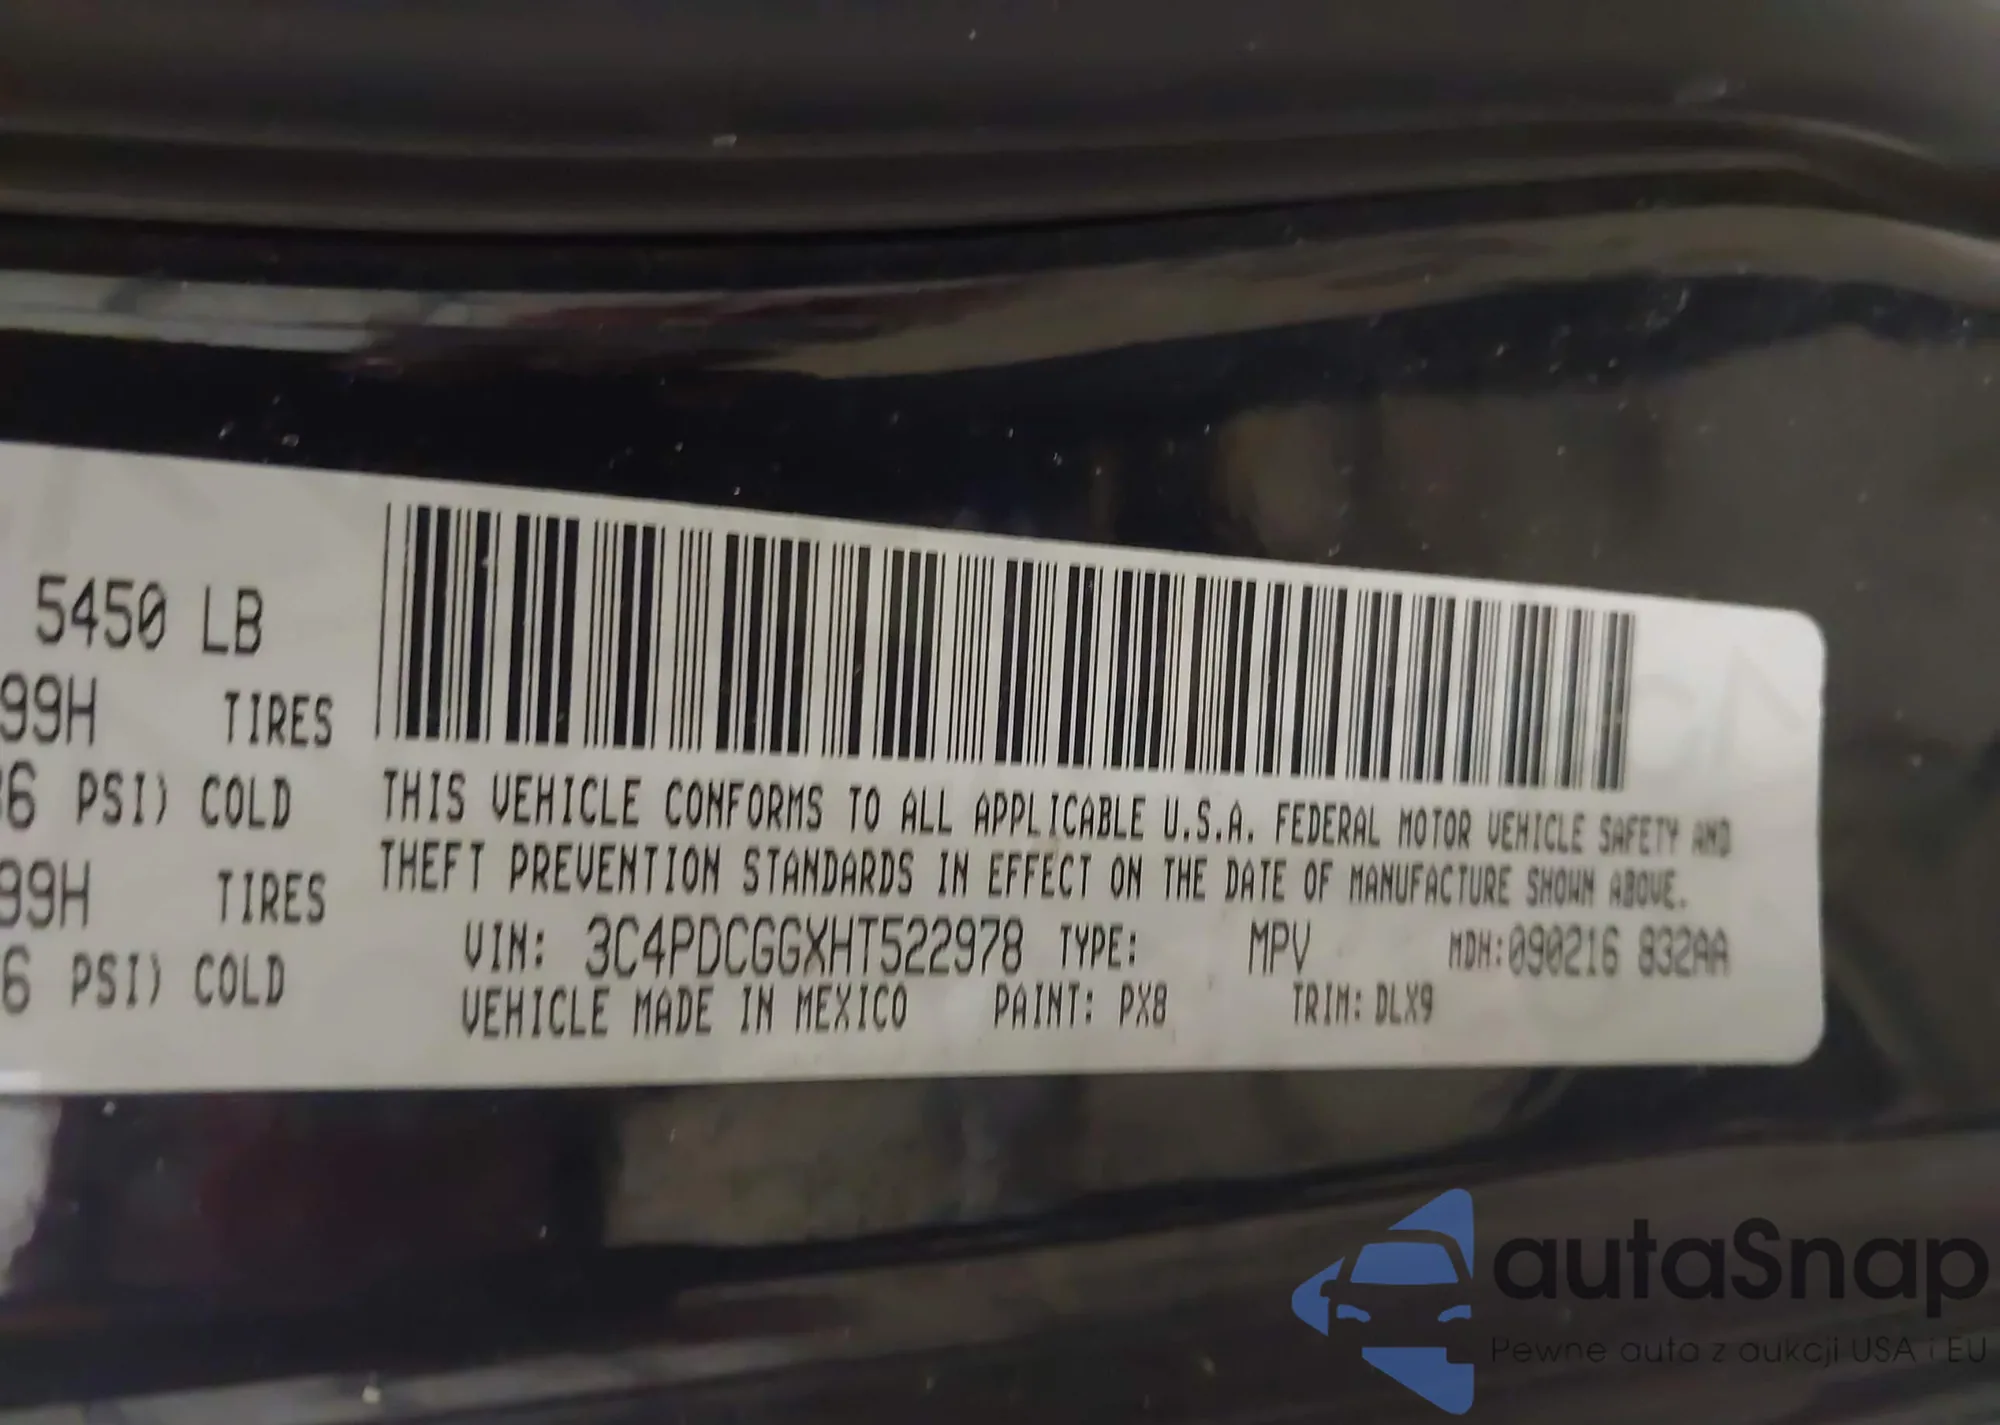 5450 LB
99H TIRES
36 PSI) COLD
99H TIRES
6 PSI) COLD
THIS VEHICLE CONFORMS TO ALL APPLICABLE U.S.A. FEDERAL MOTOR VEHICLE SAFETY AND
THEFT PREVENTION STANDARDS IN EFFECT ON THE DATE OF MANUFACTURE SHOWN ABOVE.
VIN: 3C4PDCGGXHT522978 TYPE: MPV MDH:090216 832AA
VEHICLE MADE IN MEXICO PAINT: PX8 TRIM: DLX9
autaSnap
Pewne auta z aukcji USA i EU